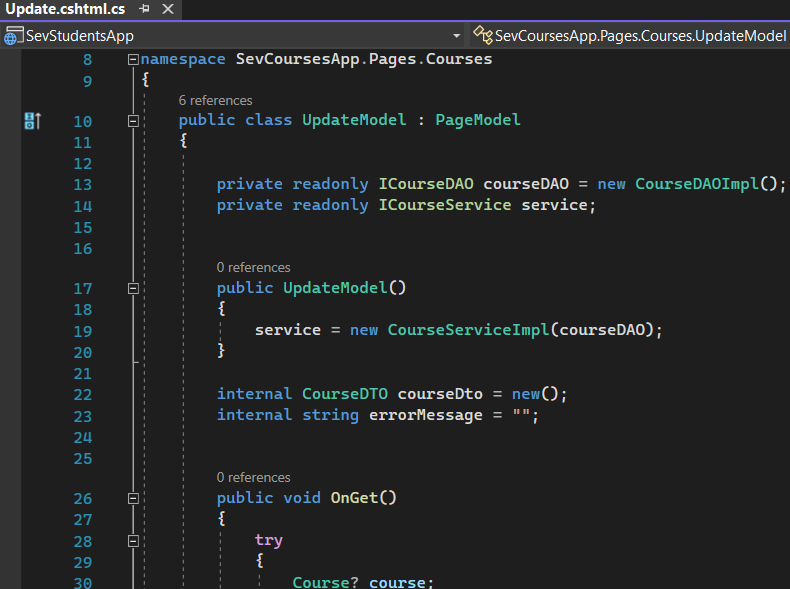 Update.cshtml.cs
SevStudentsApp SevCoursesApp.Pages.Courses.UpdateModel
8 namespace SevCoursesApp.Pages.Courses
9 {
6 references
10 public class UpdateModel : PageModel
11 {
12
13 private readonly ICourseDAO courseDAO = new CourseDAOImpl();
14 private readonly ICourseService service;
15
16
0 references
17 public UpdateModel()
18 {
19 service = new CourseServiceImpl(courseDAO);
20 }
21
22 internal CourseDTO courseDto = new();
23 internal string errorMessage = "";
24
25
0 references
26 public void OnGet()
27 {
28 try
29 {
30 Course? course;